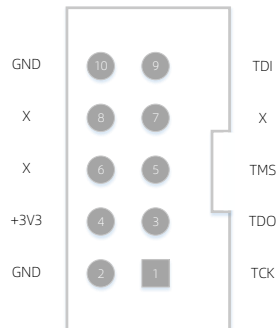 GND 10 9 TDI
X 8 7 X
X 6 5 TMS
+3V3 4 3 TDO
GND 2 1 TCK